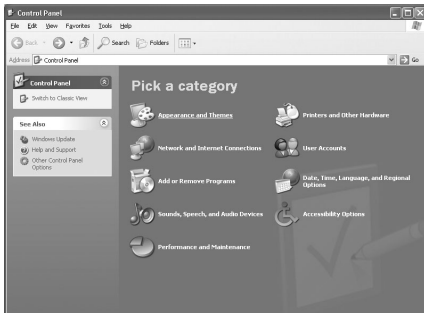 Control Panel
File Edit View Favorites Tools Help
Back Search Folders
Address Control Panel Go
Control Panel
Switch to Classic View
See Also
Windows Update
Help and Support
Other Control Panel
Options
Pick a category
Appearance and Themes
Printers and Other Hardware
Network and Internet Connections
User Accounts
Add or Remove Programs
Date, Time, Language, and Regional
Options
Sounds, Speech, and Audio Devices
Accessibility Options
Performance and Maintenance